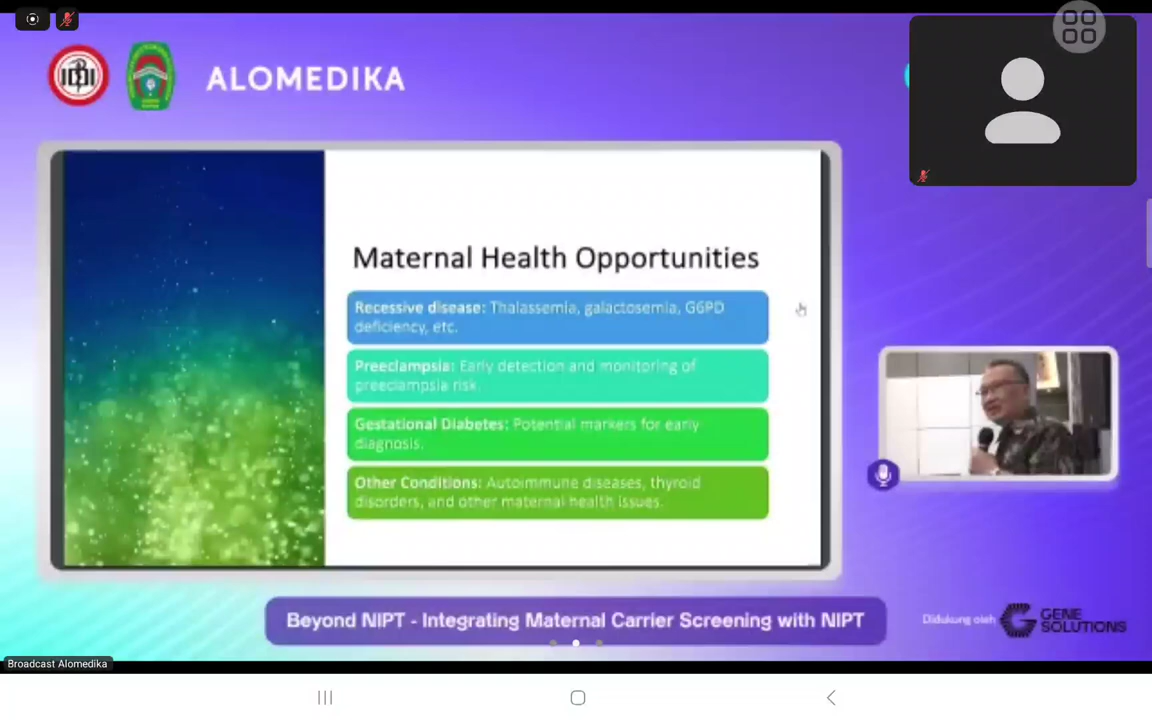 IDI
ALOMEDIKA
Maternal Health Opportunities
Recessive disease: Thalassemia, galactosemia, G6PD
deficiency, etc.
Preeclampsia: Early detection and monitoring of
preeclampsia risk.
Gestational Diabetes: Potential markers for early
diagnosis.
Other Conditions: Autoimmune diseases, thyroid
disorders, and other maternal health issues.
Beyond NIPT - Integrating Maternal Carrier Screening with NIPT
Didukung oleh
GENE
SOLUTIONS
Broadcast Alomedika